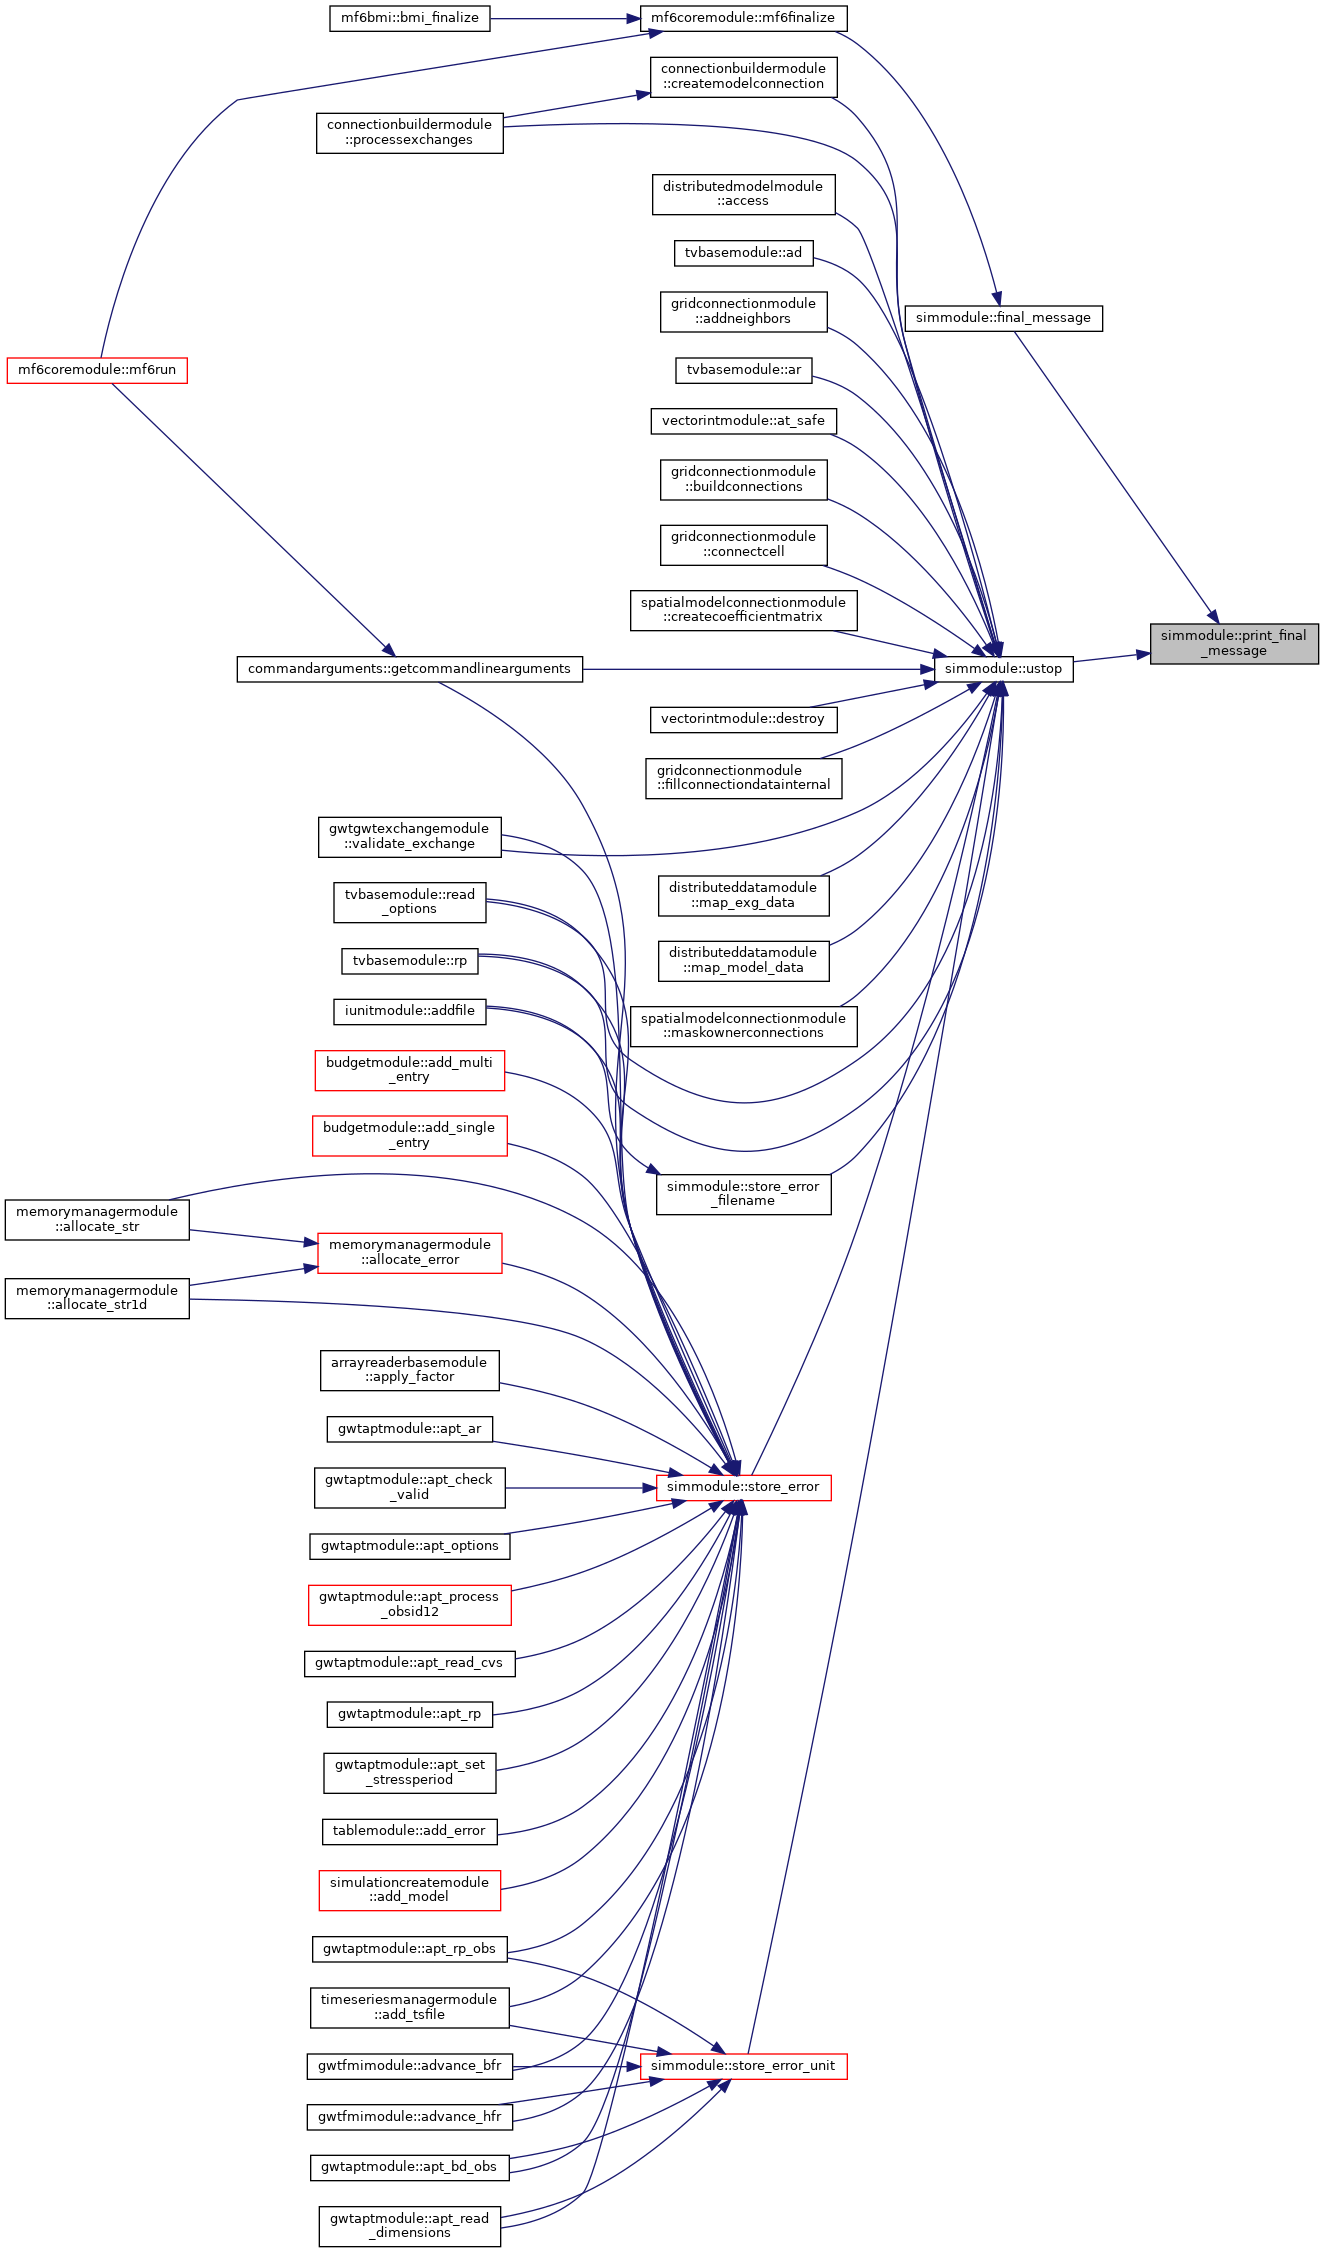 mf6bmi::bmi_finalize
mf6coremodule::mf6finalize
connectionbuildermodule
::createmodelconnection
connectionbuildermodule
::processexchanges
distributedmodelmodule
::access
tvbasemodule::ad
gridconnectionmodule
::addneighbors
simmodule::final_message
mf6coremodule::mf6run
tvbasemodule::ar
vectorintmodule::at_safe
gridconnectionmodule
::buildconnections
gridconnectionmodule
::connectcell
spatialmodelconnectionmodule
::createcoefficientmatrix
simmodule::print_final
_message
commandarguments::getcommandlinearguments
simmodule::ustop
vectorintmodule::destroy
gridconnectionmodule
::fillconnectiondatainternal
gwtgwtexchangemodule
::validate_exchange
tvbasemodule::read
_options
distributeddatamodule
::map_exg_data
tvbasemodule::rp
distributeddatamodule
::map_model_data
iunitmodule::addfile
spatialmodelconnectionmodule
::maskownerconnections
budgetmodule::add_multi
_entry
budgetmodule::add_single
_entry
simmodule::store_error
_filename
memorymanagermodule
::allocate_str
memorymanagermodule
::allocate_error
memorymanagermodule
::allocate_str1d
arrayreaderbasemodule
::apply_factor
gwtaptmodule::apt_ar
gwtaptmodule::apt_check
_valid
simmodule::store_error
gwtaptmodule::apt_options
gwtaptmodule::apt_process
_obsid12
gwtaptmodule::apt_read_cvs
gwtaptmodule::apt_rp
gwtaptmodule::apt_set
_stressperiod
tablemodule::add_error
simulationcreatemodule
::add_model
gwtaptmodule::apt_rp_obs
timeseriesmanagermodule
::add_tsfile
gwtfmimodule::advance_bfr
simmodule::store_error_unit
gwtfmimodule::advance_hfr
gwtaptmodule::apt_bd_obs
gwtaptmodule::apt_read
_dimensions